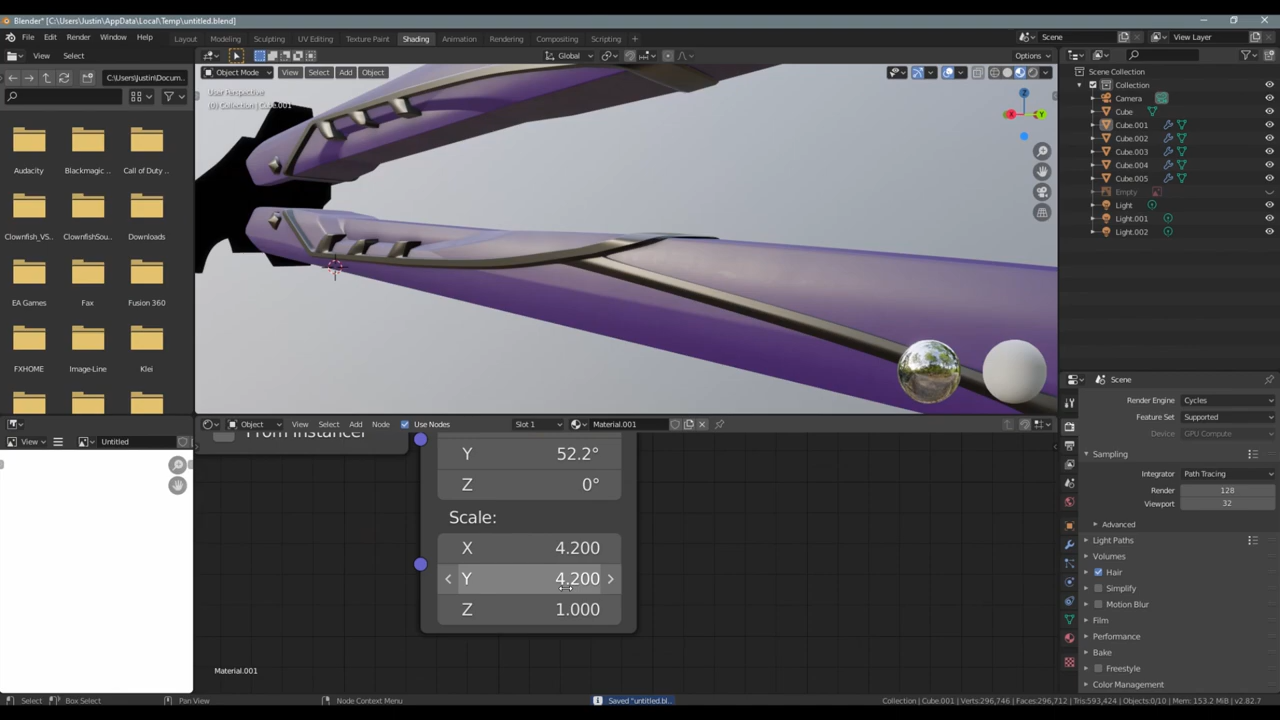 Blender* [C:\Users\Justin\AppData\Local\Temp\untitled.blend]
File Edit Render Window Help
Layout Modeling Sculpting UV Editing Texture Paint Shading Animation Rendering Compositing Scripting +
Scene View Layer
View Select
Global
Options
C:\Users\Justin\Docum...
Object Mode View Select Add Object
User Perspective
(0) Collection | Cube.001
Z
X
Y
Audacity
Blackmagic ..
Call of Duty ..
Clownfish_VS...
ClownfishSou...
Downloads
EA Games
Fax
Fusion 360
FXHOME
Image-Line
Klei
Scene Collection
Collection
Camera
Cube
Cube.001
Cube.002
Cube.003
Cube.004
Cube.005
Empty
Light
Light.001
Light.002
Scene
Render Engine Cycles
Feature Set Supported
Device GPU Compute
Sampling
Integrator Path Tracing
Render 128
Viewport 32
Advanced
Light Paths
Volumes
Hair
Simplify
Motion Blur
Film
Performance
Bake
Freestyle
Color Management
View Untitled
Object View Select Add Node Use Nodes Slot 1 Material.001
From Instancer
Y 52.2°
Z 0°
Scale:
X 4.200
Y 4.200
Z 1.000
Material.001
Select Box Select Pan View Node Context Menu Saved "untitled.bl.. Collection | Cube.001 | Verts:296,746 | Faces:296,712 | Tris:593,424 | Objects:0/10 | Mem: 153.2 MiB | v2.82.7